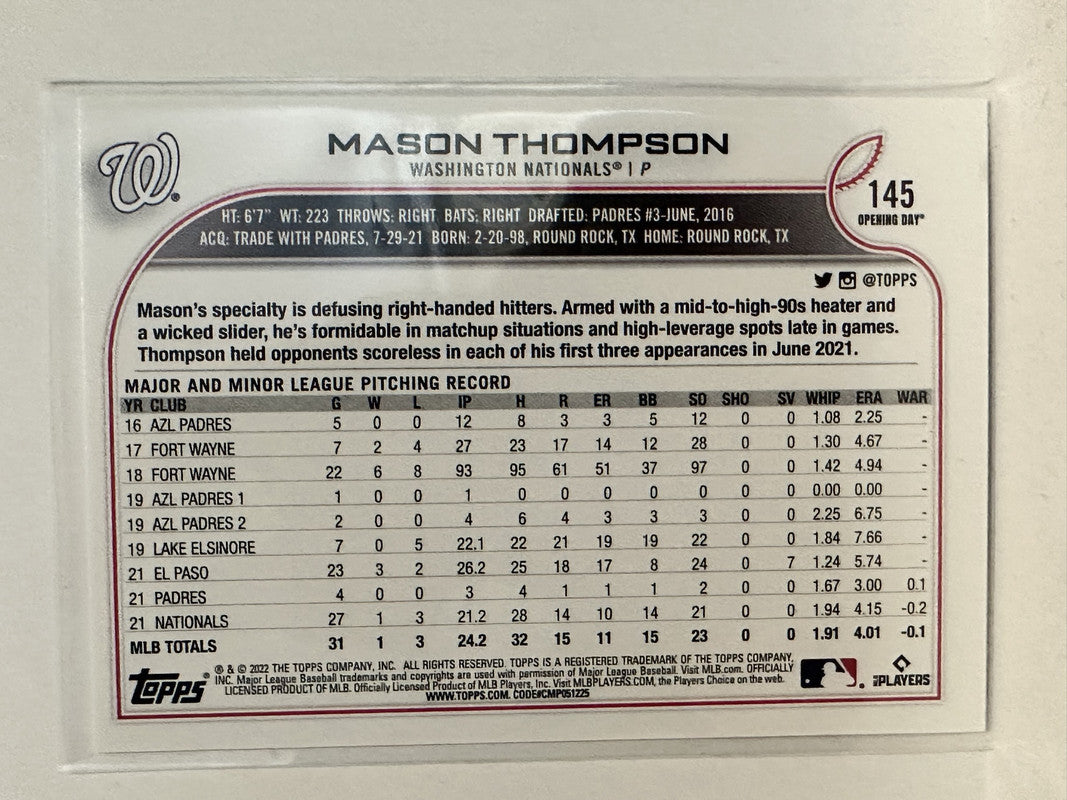 W®
MASON THOMPSON
WASHINGTON NATIONALS® | P
145
OPENING DAY®
HT: 6'7" WT: 223 THROWS: RIGHT BATS: RIGHT DRAFTED: PADRES #3-JUNE, 2016
ACQ: TRADE WITH PADRES, 7-29-21 BORN: 2-20-98, ROUND ROCK, TX HOME: ROUND ROCK, TX
@TOPPS
Mason's specialty is defusing right-handed hitters. Armed with a mid-to-high-90s heater and
a wicked slider, he's formidable in matchup situations and high-leverage spots late in games.
Thompson held opponents scoreless in each of his first three appearances in June 2021.
MAJOR AND MINOR LEAGUE PITCHING RECORD
YR CLUB G W L IP H R ER BB SO SHO SV WHIP ERA WAR
16 AZL PADRES 5 0 0 12 8 3 3 5 12 0 0 1.08 2.25 -
17 FORT WAYNE 7 2 4 27 23 17 14 12 28 0 0 1.30 4.67 -
18 FORT WAYNE 22 6 8 93 95 61 51 37 97 0 0 1.42 4.94 -
19 AZL PADRES 1 1 0 0 1 0 0 0 0 0 0 0 0.00 0.00 -
19 AZL PADRES 2 2 0 0 4 6 4 3 3 3 0 0 2.25 6.75 -
19 LAKE ELSINORE 7 0 5 22.1 22 21 19 19 22 0 0 1.84 7.66 -
21 EL PASO 23 3 2 26.2 25 18 17 8 24 0 7 1.24 5.74 -
21 PADRES 4 0 0 3 4 1 1 1 2 0 0 1.67 3.00 0.1
21 NATIONALS 27 1 3 21.2 28 14 10 14 21 0 0 1.94 4.15 -0.2
MLB TOTALS 31 1 3 24.2 32 15 11 15 23 0 0 1.91 4.01 -0.1
topps®
® & © 2022 THE TOPPS COMPANY, INC. ALL RIGHTS RESERVED. TOPPS IS A REGISTERED TRADEMARK OF THE TOPPS COMPANY,
INC. Major League Baseball trademarks and copyrights are used with permission of Major League Baseball. Visit MLB.com. OFFICIALLY
LICENSED PRODUCT OF MLB. Officially Licensed Product of MLB Players, Inc. Visit MLBPLAYERS.COM, the Players Choice on the web.
WWW.TOPPS.COM. CODE#CMP051225
MLB PLAYERS